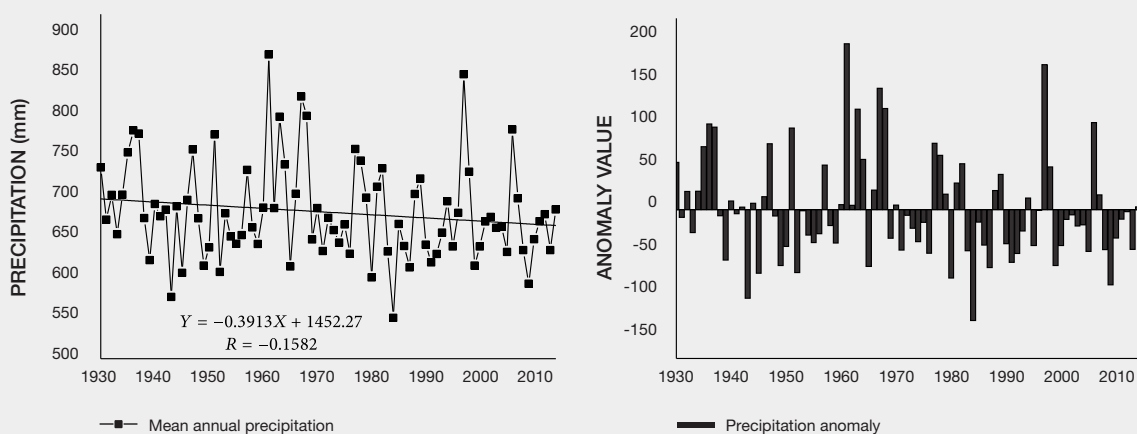 PRECIPITATION (mm)
900
850
800
750
700
650
600
550
500
Y = −0.3913X + 1452.27
R = −0.1582
1930 1940 1950 1960 1970 1980 1990 2000 2010
Mean annual precipitation
ANOMALY VALUE
200
150
100
50
0
-50
-100
-150
1930 1940 1950 1960 1970 1980 1990 2000 2010
Precipitation anomaly